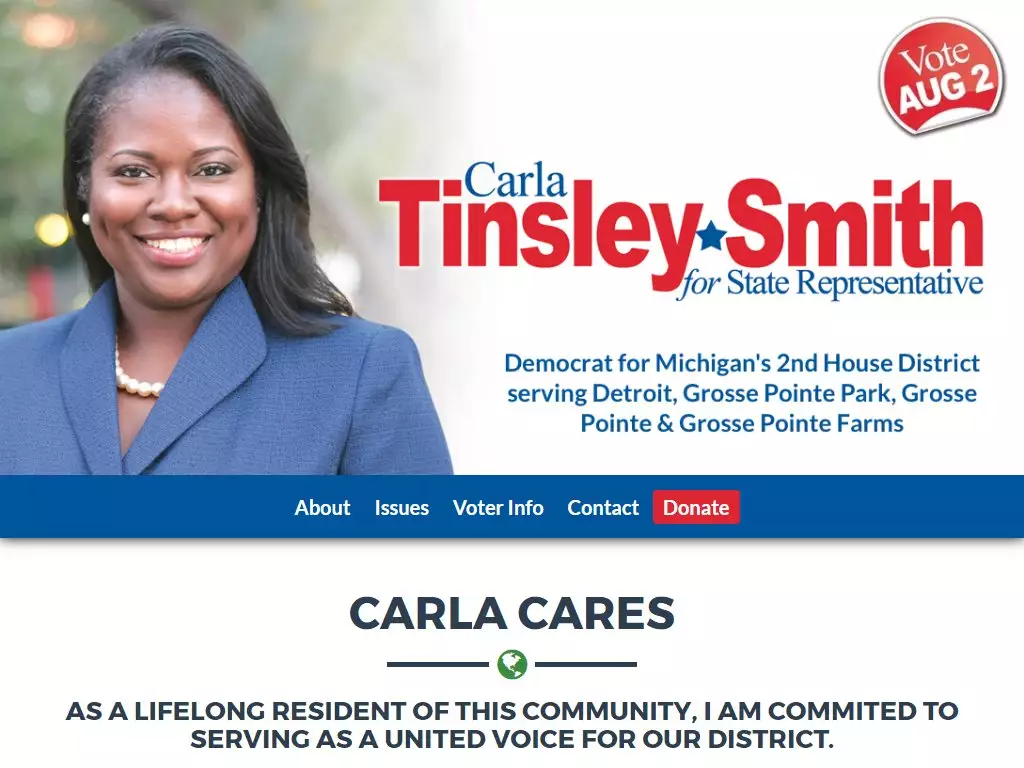 Vote
AUG 2
Carla
Tinsley★Smith
for State Representative
Democrat for Michigan's 2nd House District
serving Detroit, Grosse Pointe Park, Grosse
Pointe & Grosse Pointe Farms
About Issues Voter Info Contact Donate
CARLA CARES
AS A LIFELONG RESIDENT OF THIS COMMUNITY, I AM COMMITED TO
SERVING AS A UNITED VOICE FOR OUR DISTRICT.